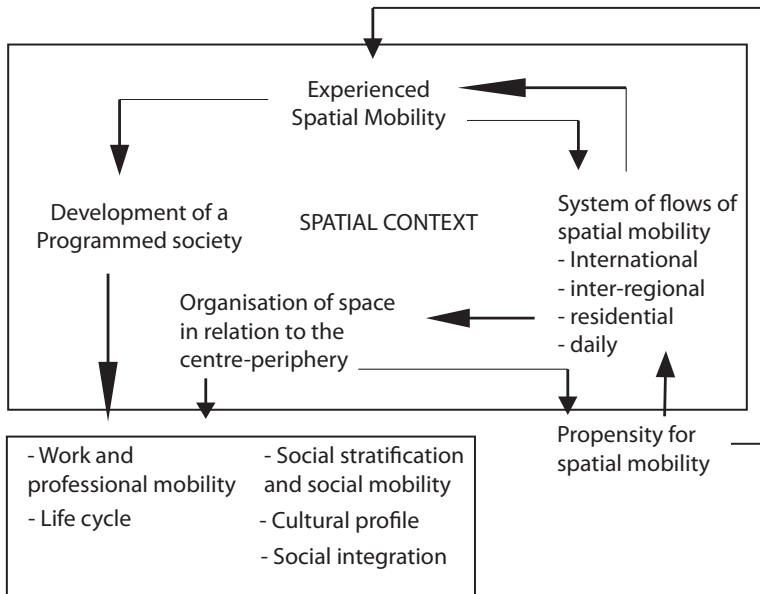 Experienced
Spatial Mobility
Development of a
Programmed society
SPATIAL CONTEXT
System of flows of
spatial mobility
- International
- inter-regional
- residential
- daily
Organisation of space
in relation to the
centre-periphery
Propensity for
spatial mobility
- Work and
professional mobility
- Life cycle
- Social stratification
and social mobility
- Cultural profile
- Social integration